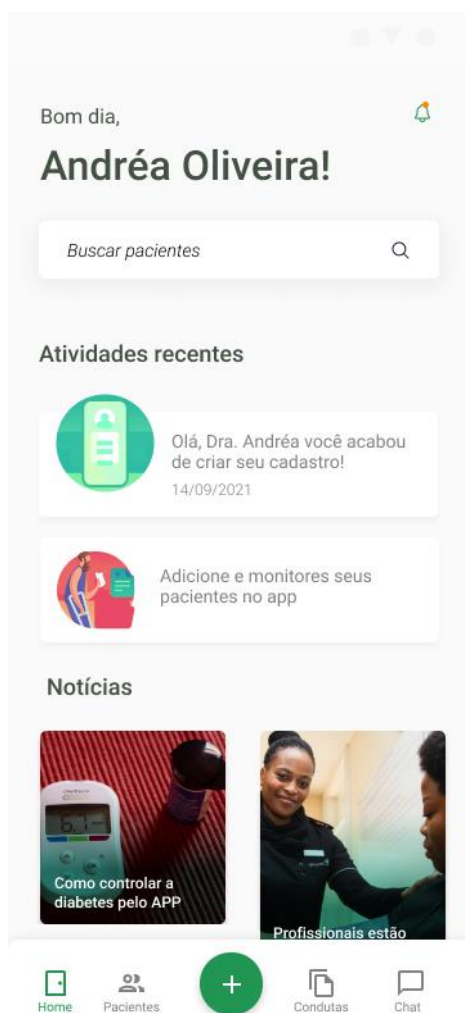 Bom dia,
Andréa Oliveira!
Buscar pacientes
Atividades recentes
Olá, Dra. Andréa você acabou
de criar seu cadastro!
14/09/2021
Adicione e monitores seus
pacientes no app
Notícias
Como controlar a
diabetes pelo APP
Profissionais estão
Home
Pacientes
Condutas
Chat